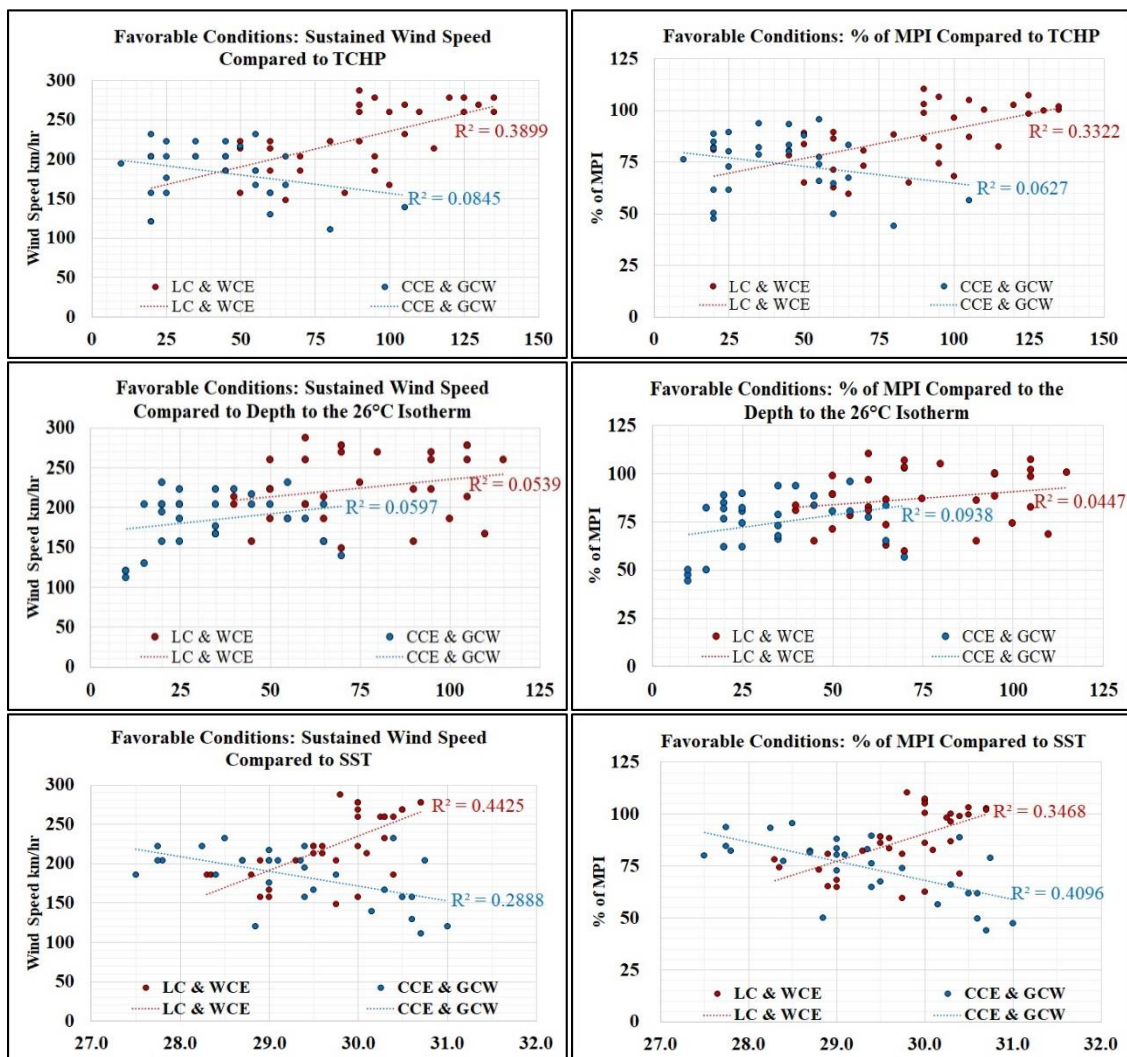 Favorable Conditions: Sustained Wind Speed
Compared to TCHP
300
250
200
150
100
50
0
Wind Speed km/hr
R² = 0.3899
R² = 0.0845
LC & WCE
CCE & GCW
LC & WCE
CCE & GCW
0 25 50 75 100 125 150
Favorable Conditions: % of MPI Compared to TCHP
125
100
75
50
25
0
% of MPI
R² = 0.3322
R² = 0.0627
LC & WCE
CCE & GCW
LC & WCE
CCE & GCW
0 25 50 75 100 125 150
Favorable Conditions: Sustained Wind Speed
Compared to Depth to the 26°C Isotherm
300
250
200
150
100
50
0
Wind Speed km/hr
R² = 0.0539
R² = 0.0597
LC & WCE
CCE & GCW
LC & WCE
CCE & GCW
0 25 50 75 100 125
Favorable Conditions: % of MPI Compared to the
Depth to the 26°C Isotherm
125
100
75
50
25
0
% of MPI
R² = 0.0447
R² = 0.0938
LC & WCE
CCE & GCW
LC & WCE
CCE & GCW
0 25 50 75 100 125
Favorable Conditions: Sustained Wind Speed
Compared to SST
300
250
200
150
100
50
0
Wind Speed km/hr
R² = 0.4425
R² = 0.2888
LC & WCE
CCE & GCW
LC & WCE
CCE & GCW
27.0 28.0 29.0 30.0 31.0 32.0
Favorable Conditions: % of MPI Compared to SST
125
100
75
50
25
0
% of MPI
R² = 0.3468
R² = 0.4096
LC & WCE
CCE & GCW
LC & WCE
CCE & GCW
27.0 28.0 29.0 30.0 31.0 32.0